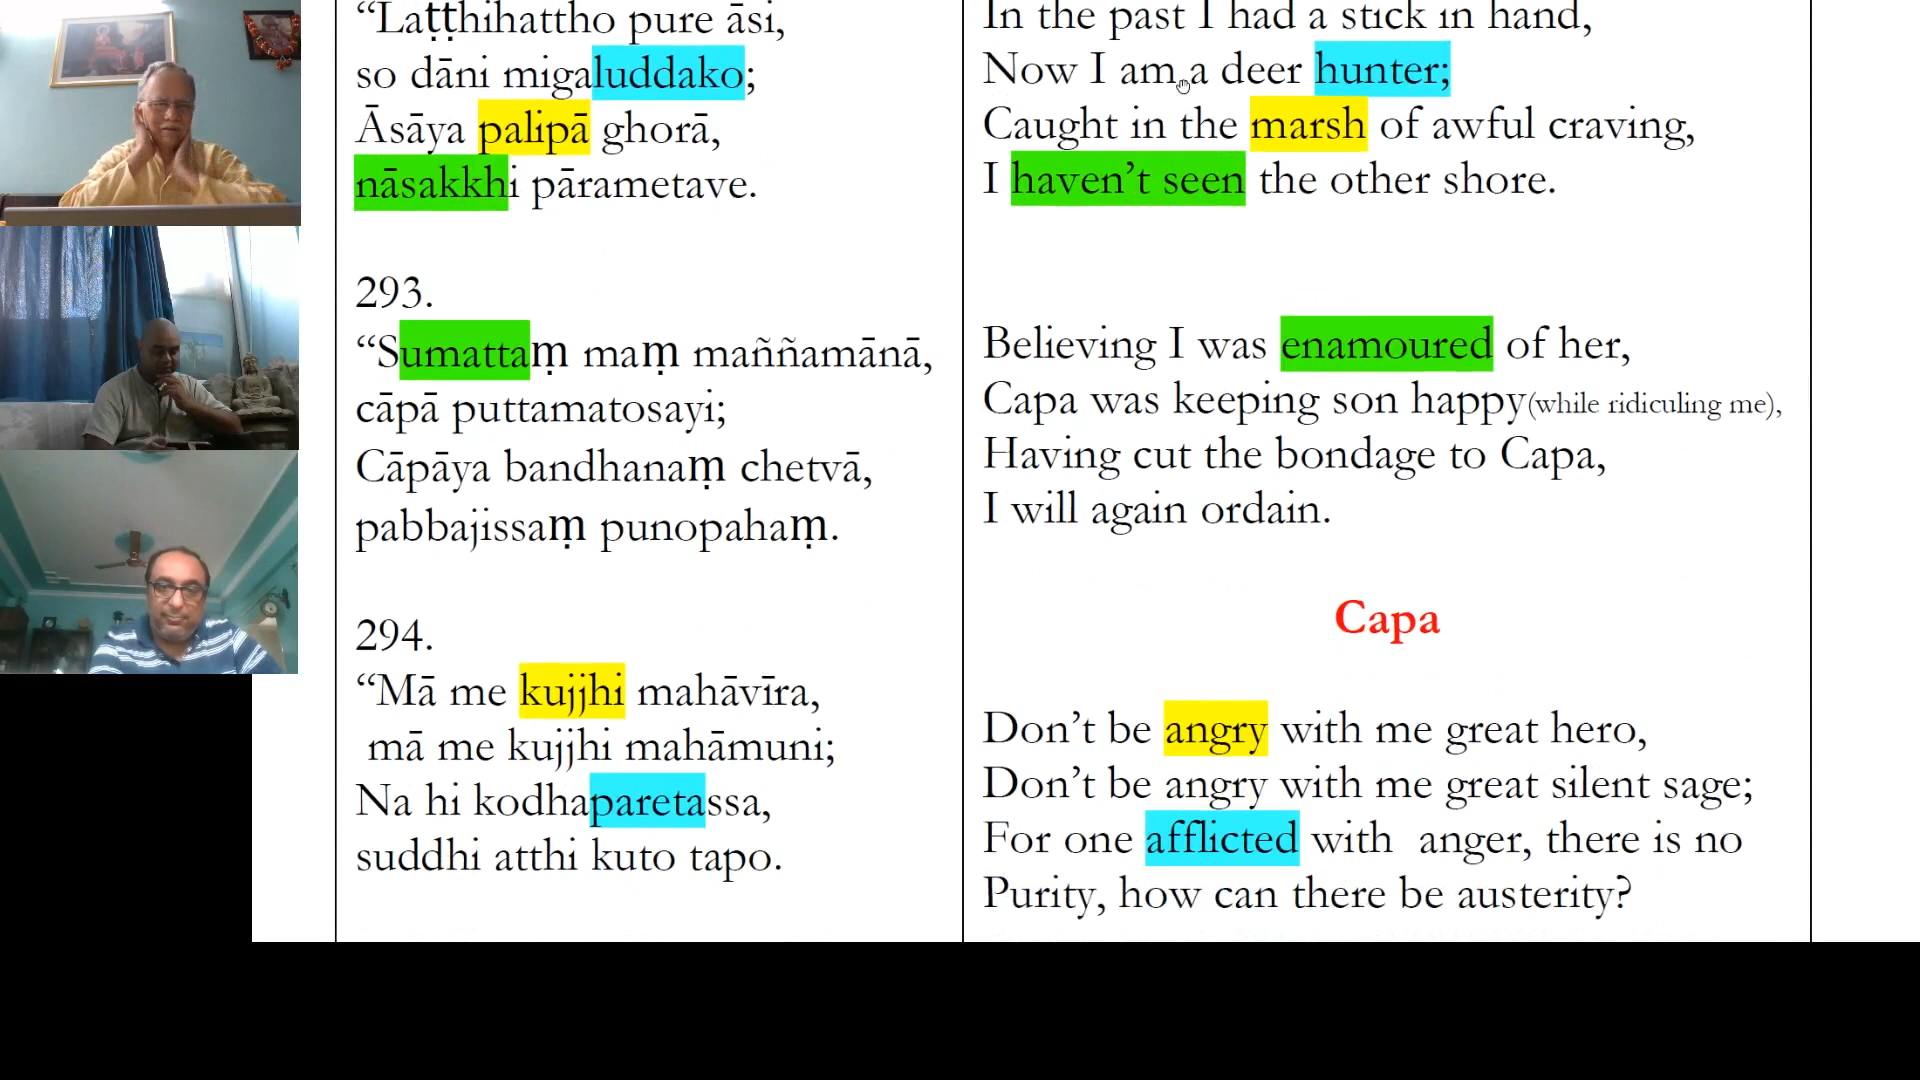 “Laṭṭhihattho pure āsi,
so dāni migaluddako;
Āsāya palipā ghorā,
nāsakkhi pārametave.
293.
“Sumattaṃ maṃ maññamānā,
cāpā puttamatosayi;
Cāpāya bandhanaṃ chetvā,
pabbajissaṃ punopahaṃ.
294.
“Mā me kujjhi mahāvīra,
mā me kujjhi mahāmuni;
Na hi kodhaparetassa,
suddhi atthi kuto tapo.
In the past I had a stick in hand,
Now I am a deer hunter;
Caught in the marsh of awful craving,
I haven’t seen the other shore.
Believing I was enamoured of her,
Capa was keeping son happy(while ridiculing me),
Having cut the bondage to Capa,
I will again ordain.
Capa
Don’t be angry with me great hero,
Don’t be angry with me great silent sage;
For one afflicted with anger, there is no
Purity, how can there be austerity?